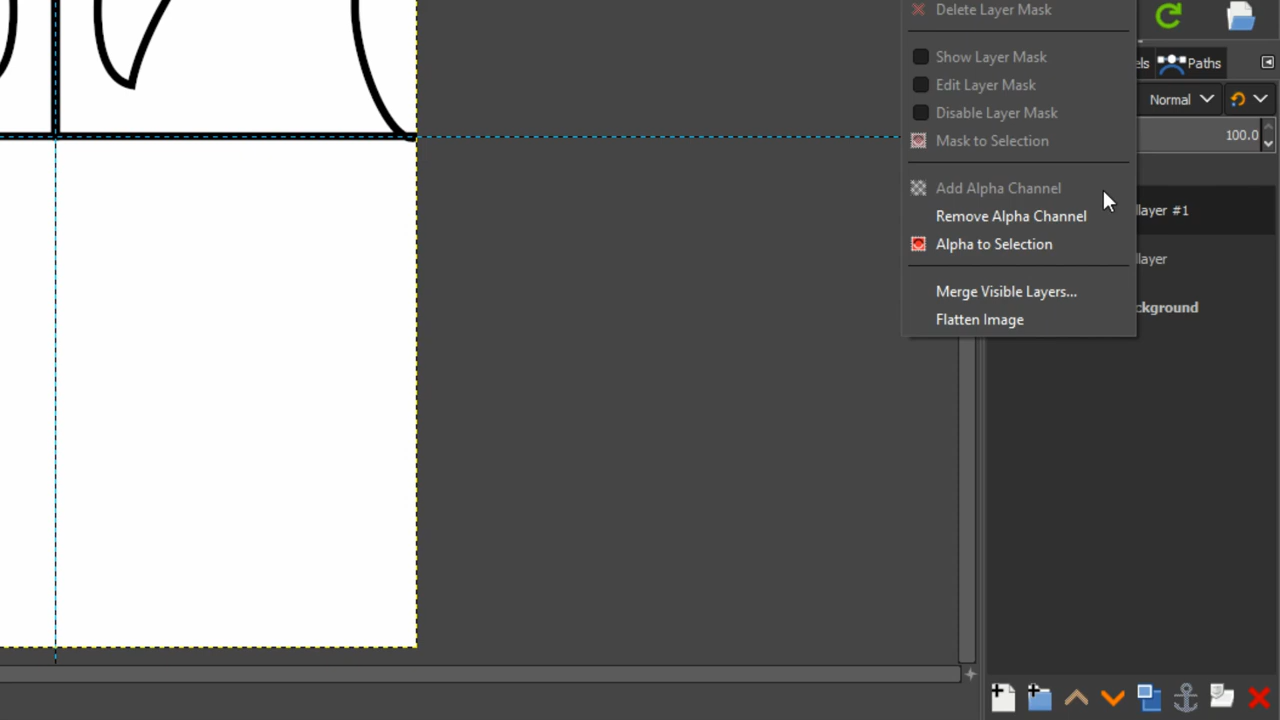 Delete Layer Mask
Show Layer Mask
Edit Layer Mask
Disable Layer Mask
Mask to Selection
Add Alpha Channel
Remove Alpha Channel
Alpha to Selection
Merge Visible Layers...
Flatten Image
els Paths
Normal
100.0
layer #1
layer
ckground